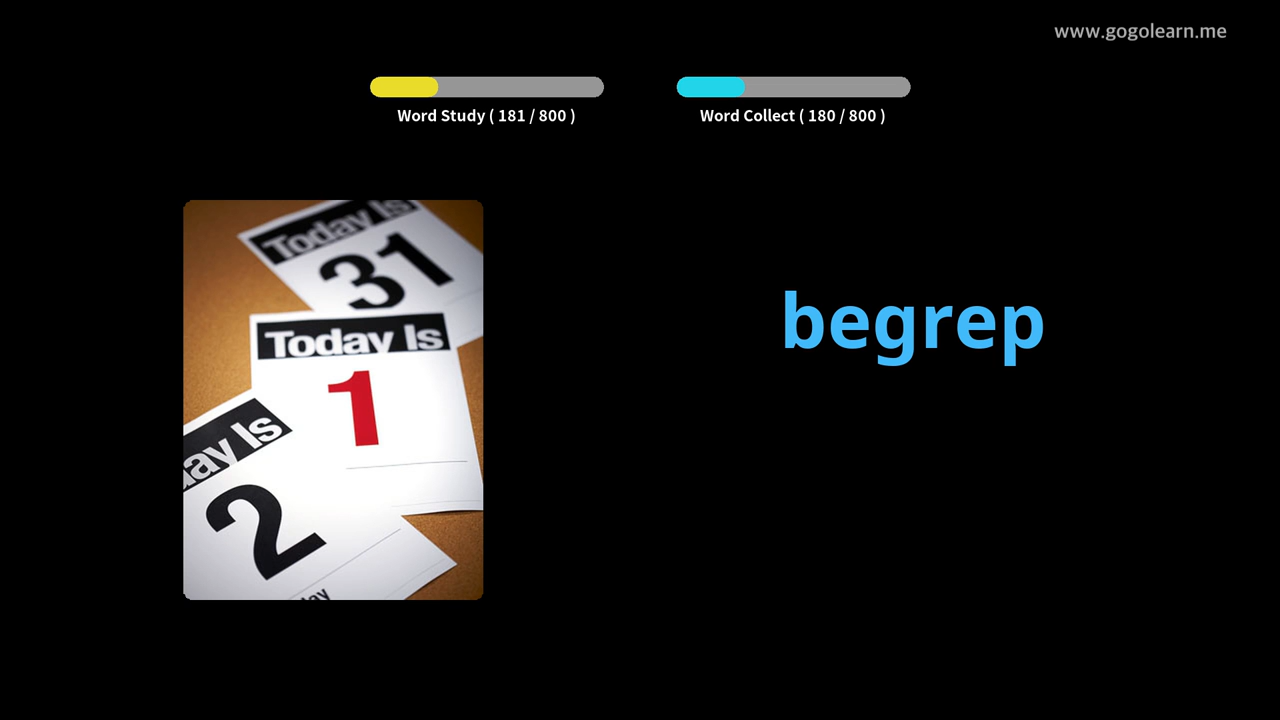 www.gogolearn.me
Word Study ( 181 / 800 )
Word Collect ( 180 / 800 )
Today Is
31
Today Is
1
begrep
ay Is
2